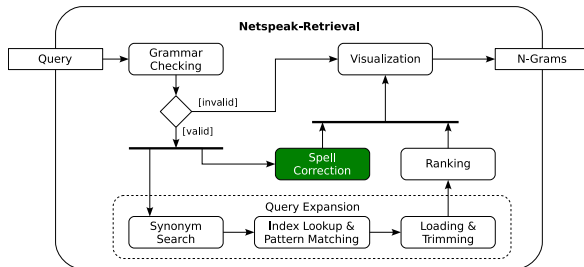 Netspeak-Retrieval
Query
Grammar
Checking
Visualization
N-Grams
[invalid]
[valid]
Spell
Correction
Ranking
Query Expansion
Synonym
Search
Index Lookup &
Pattern Matching
Loading &
Trimming